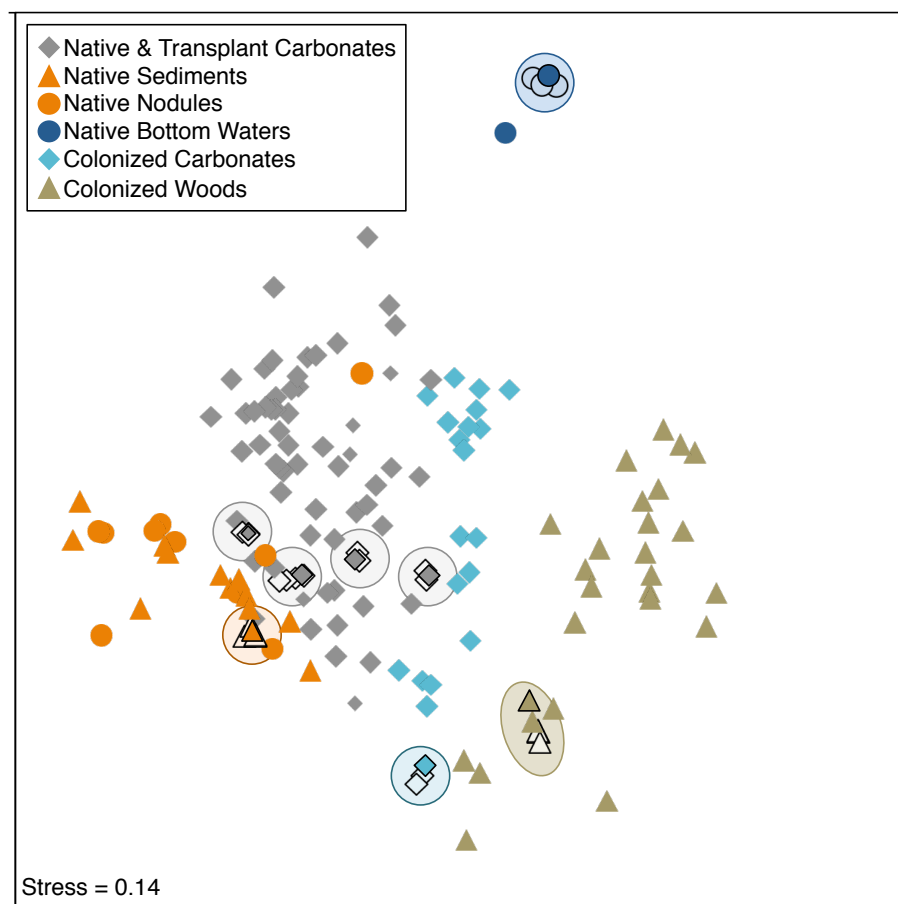 Native & Transplant Carbonates
Native Sediments
Native Nodules
Native Bottom Waters
Colonized Carbonates
Colonized Woods
Stress = 0.14